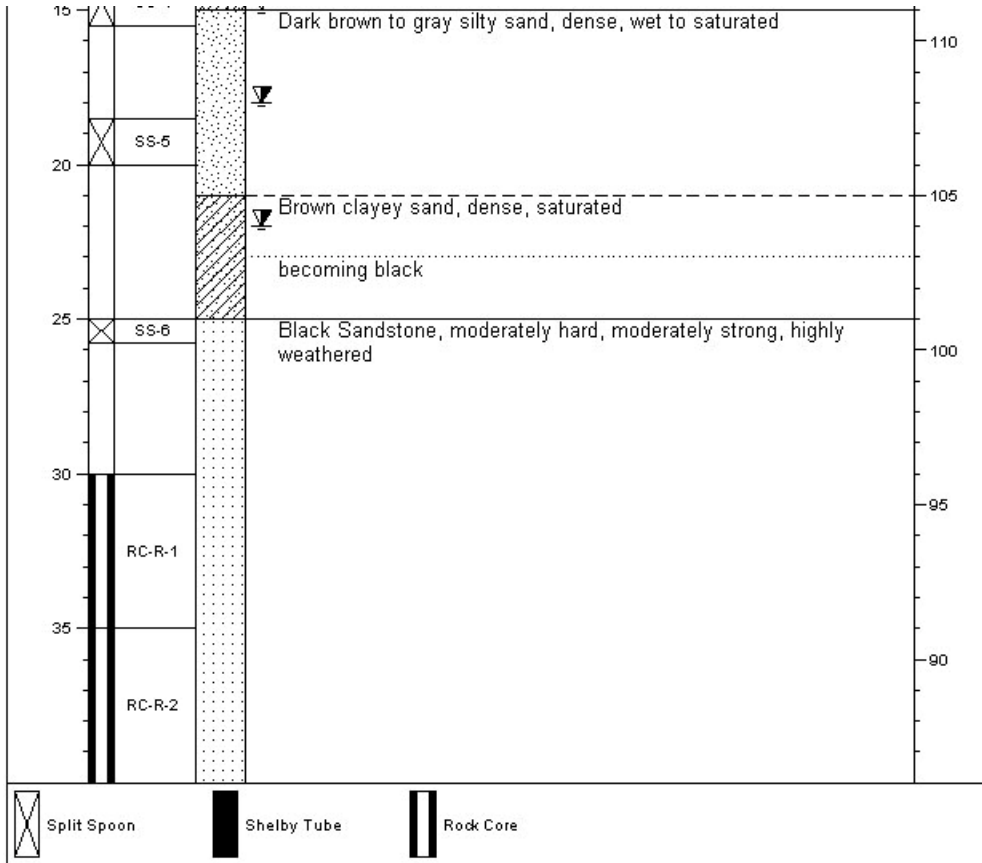 15
Dark brown to gray silty sand, dense, wet to saturated
110
SS-5
20
105
Brown clayey sand, dense, saturated
becoming black
25
SS-6
Black Sandstone, moderately hard, moderately strong, highly
weathered
100
30
95
RC-R-1
35
90
RC-R-2
Split Spoon
Shelby Tube
Rock Core